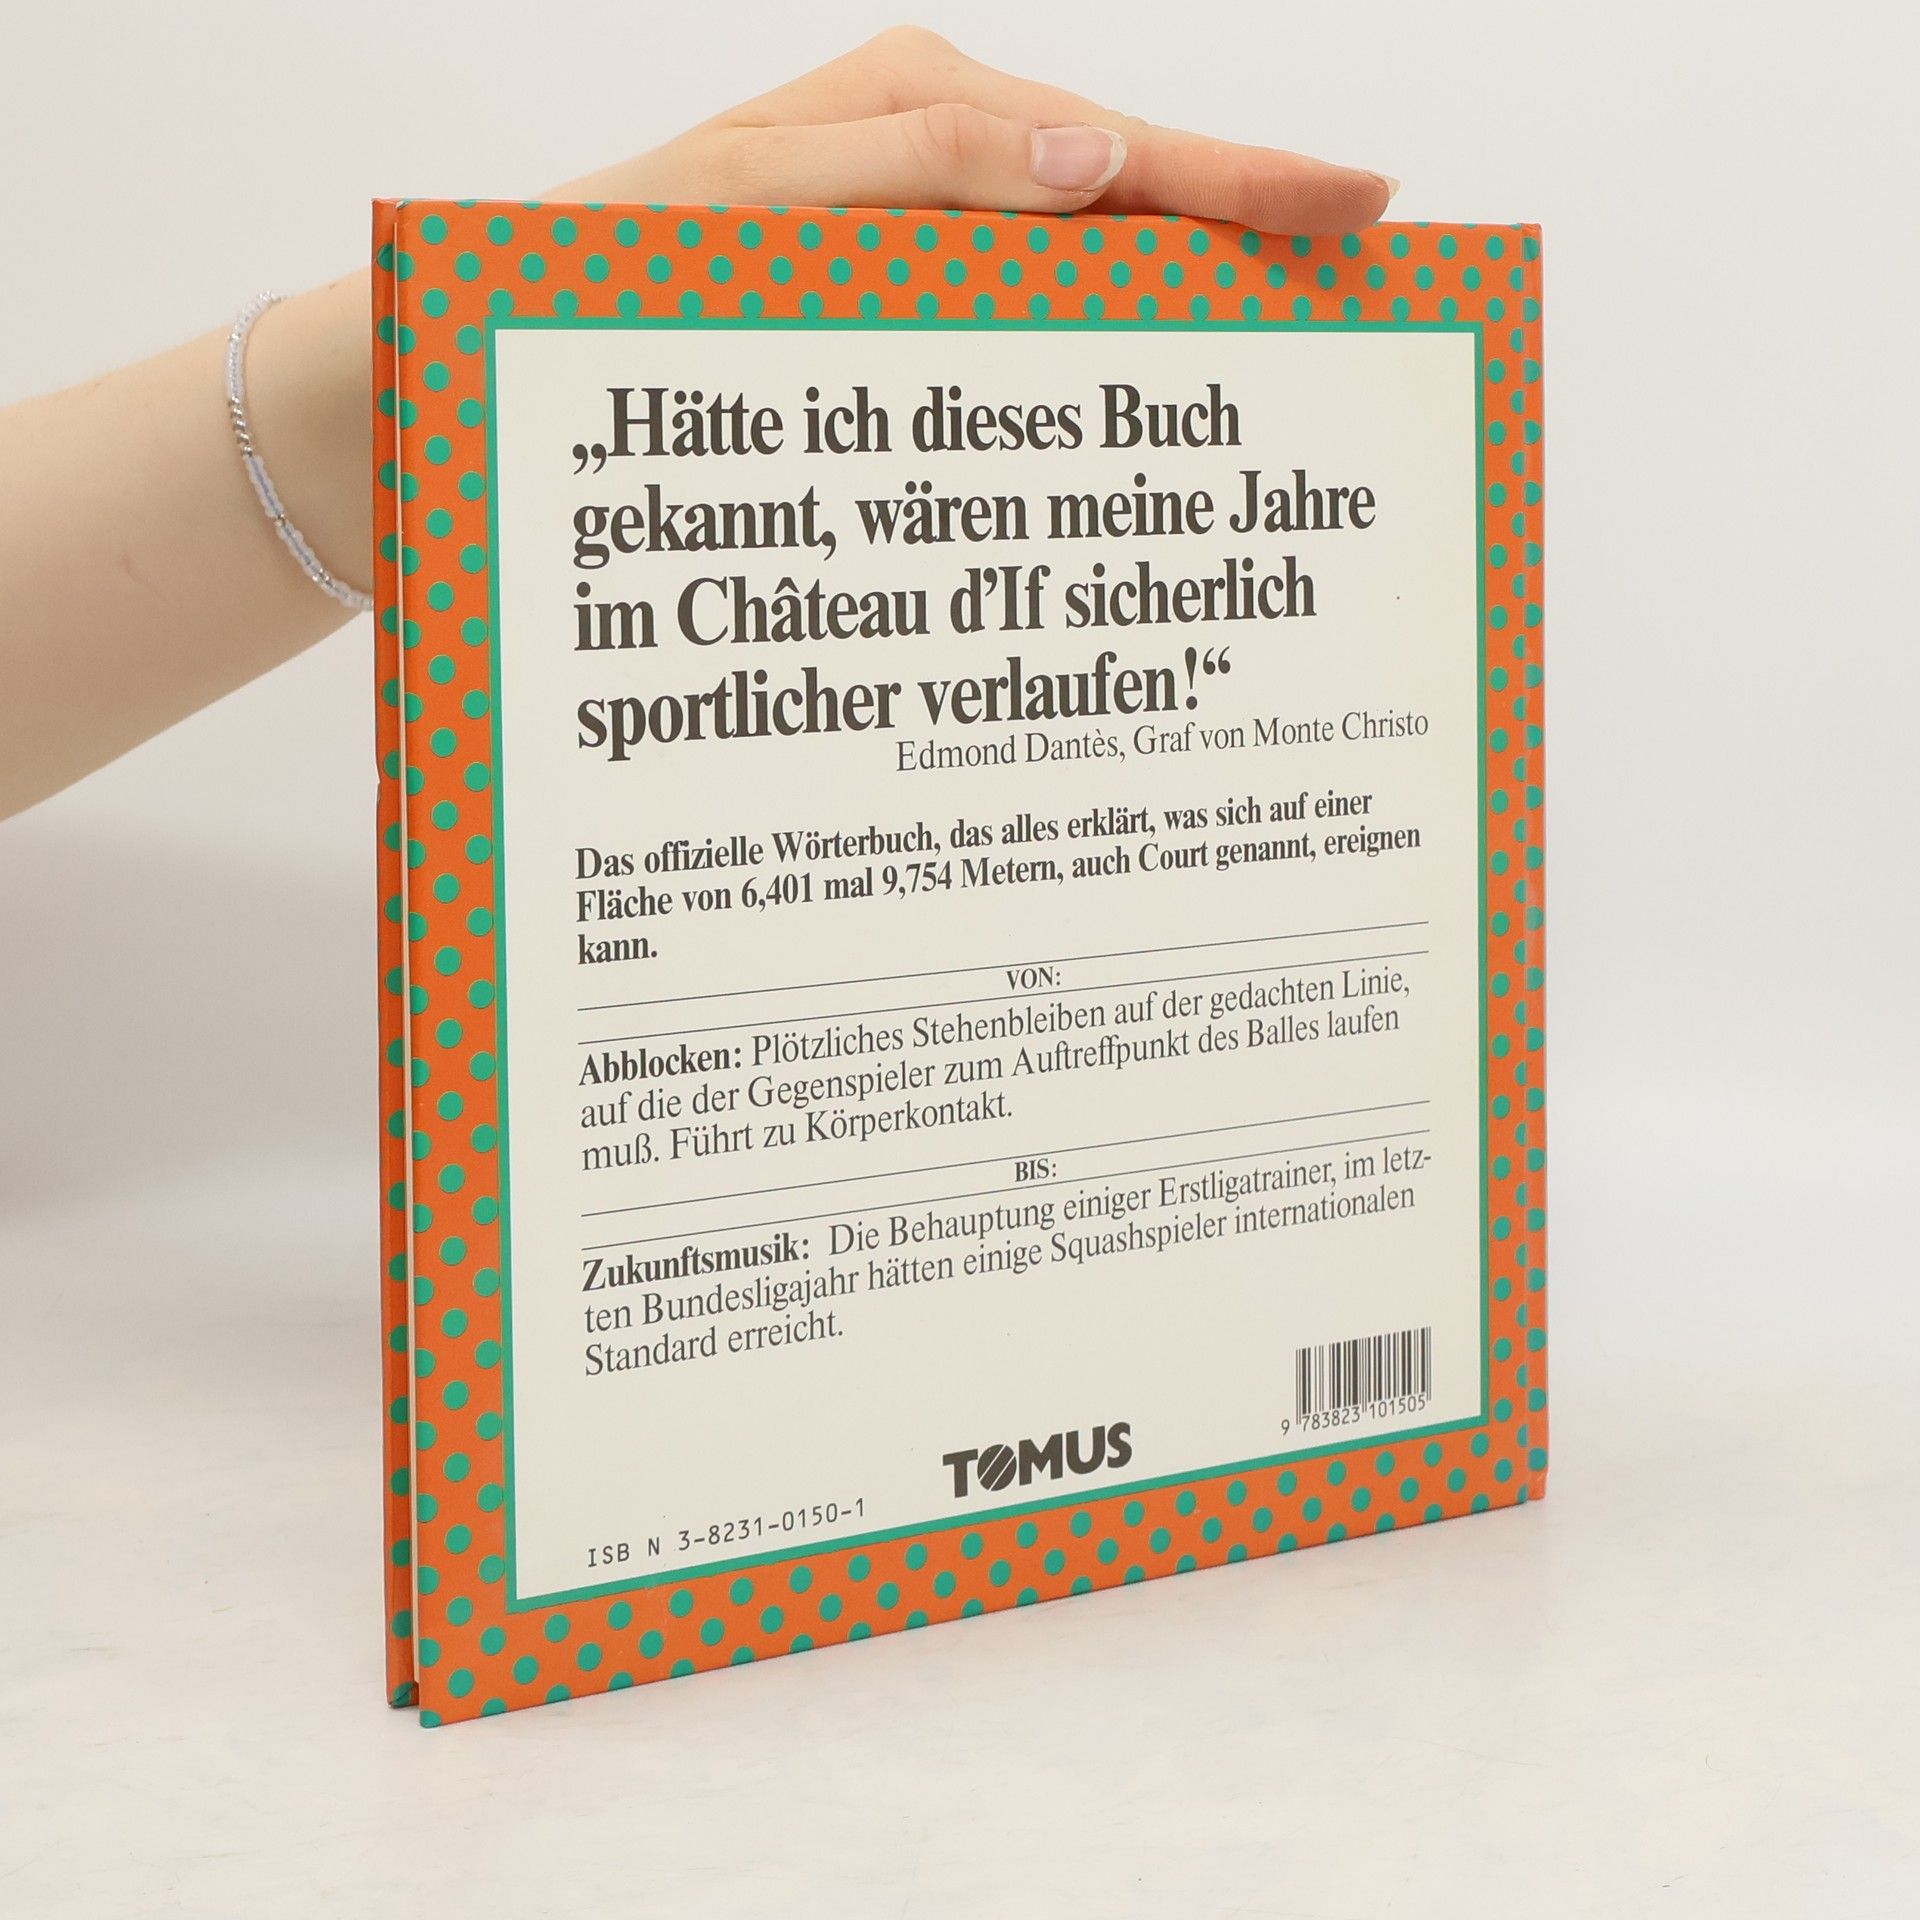 „Hätte ich dieses Buch
gekannt, wären meine Jahre
im Château d’If sicherlich
sportlicher verlaufen!“
Edmond Dantès, Graf von Monte Christo
Das offizielle Wörterbuch, das alles erklärt, was sich auf einer
Fläche von 6,401 mal 9,754 Metern, auch Court genannt, ereignen
kann.
VON:
Abblocken: Plötzliches Stehenbleiben auf der gedachten Linie,
auf die der Gegenspieler zum Auftreffpunkt des Balles laufen
muß. Führt zu Körperkontakt.
BIS:
Zukunftsmusik: Die Behauptung einiger Erstligatrainer, im letz-
ten Bundesligajahr hätten einige Squashspieler internationalen
Standard erreicht.
9 783823 101505
TOMUS
ISB N 3-8231-0150-1